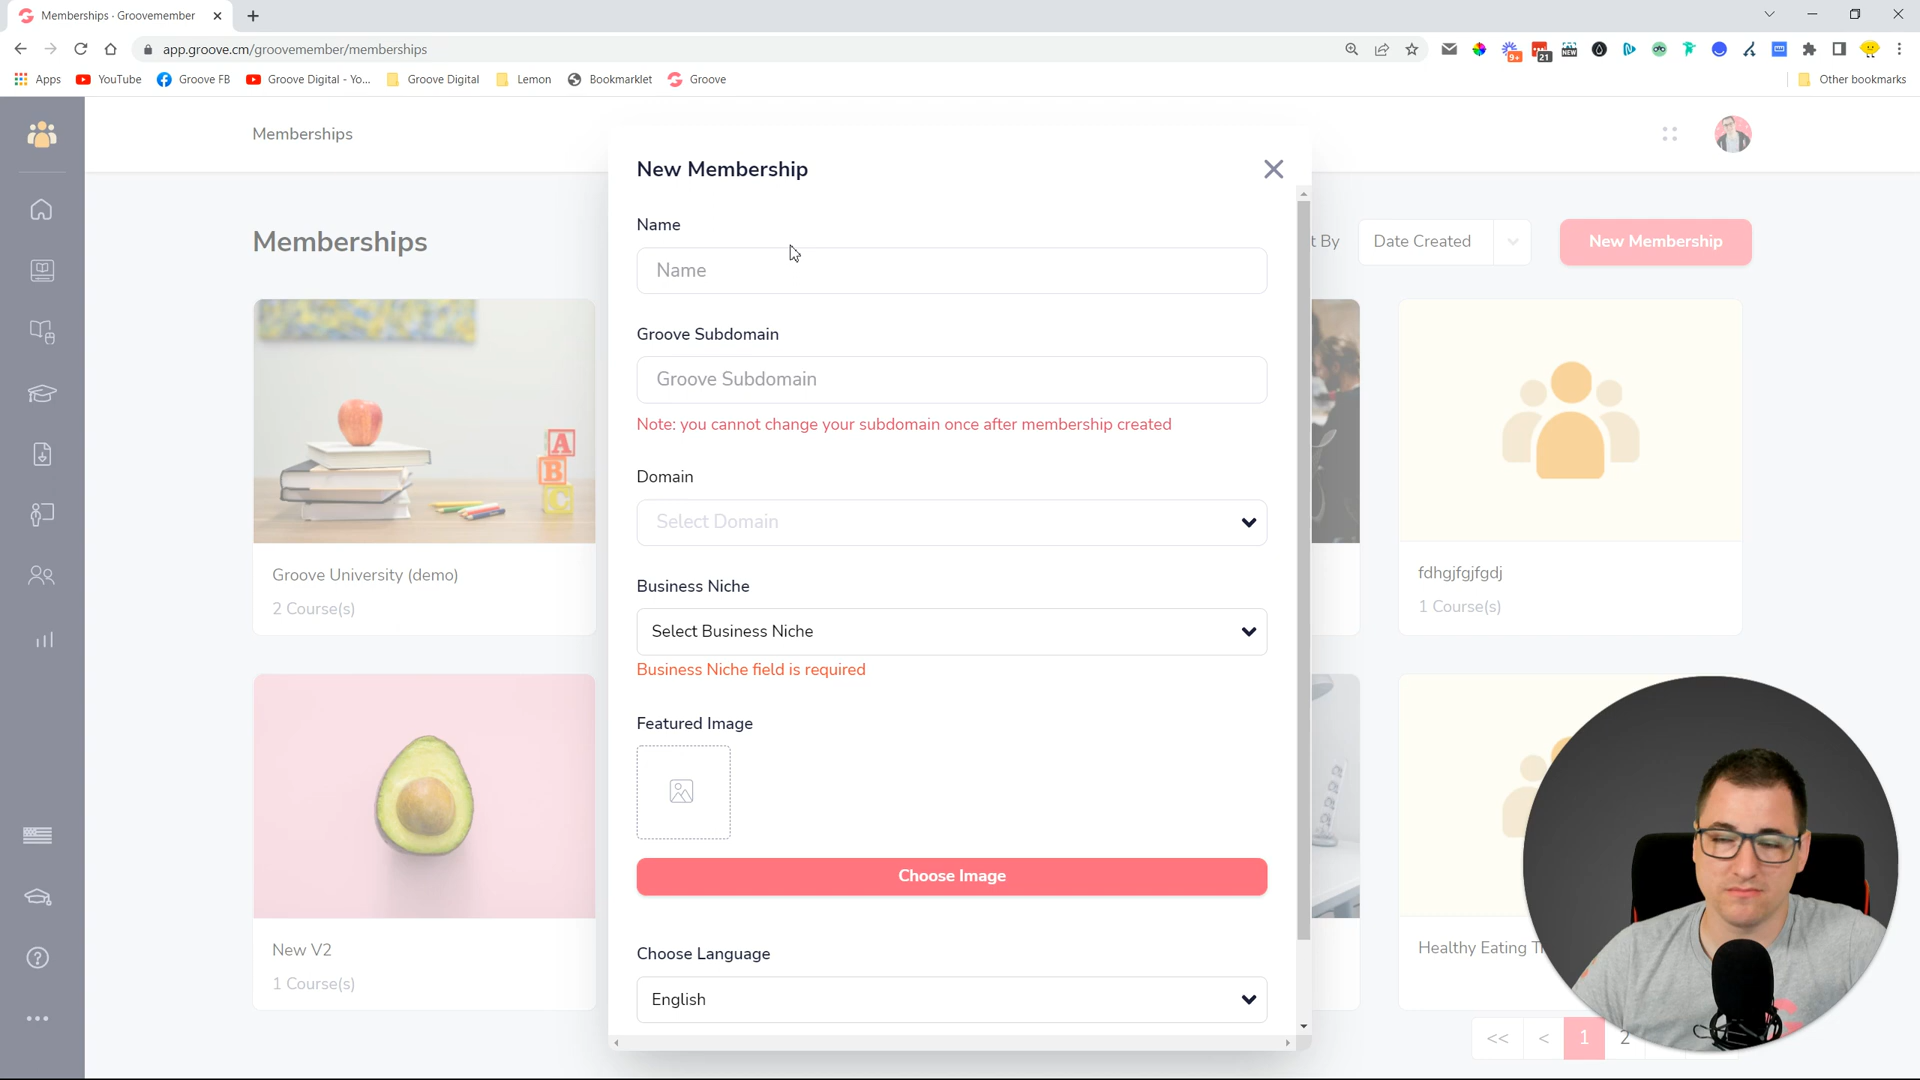 Memberships · Groovemember
app.groove.cm/groovemember/memberships
9+
21
NEW
Apps
YouTube
Groove FB
Groove Digital - Yo...
Groove Digital
Lemon
Bookmarklet
Groove
Other bookmarks
Memberships
New Membership
Name
Name
Memberships
t By
Date Created
New Membership
Groove Subdomain
Groove Subdomain
Note: you cannot change your subdomain once after membership created
Domain
Select Domain
A
B
C
Groove University (demo)
2 Course(s)
Business Niche
Select Business Niche
Business Niche field is required
fdhgjfgjfgdj
1 Course(s)
Featured Image
Choose Image
New V2
1 Course(s)
Choose Language
English
Healthy Eating T
<<
<
1
2